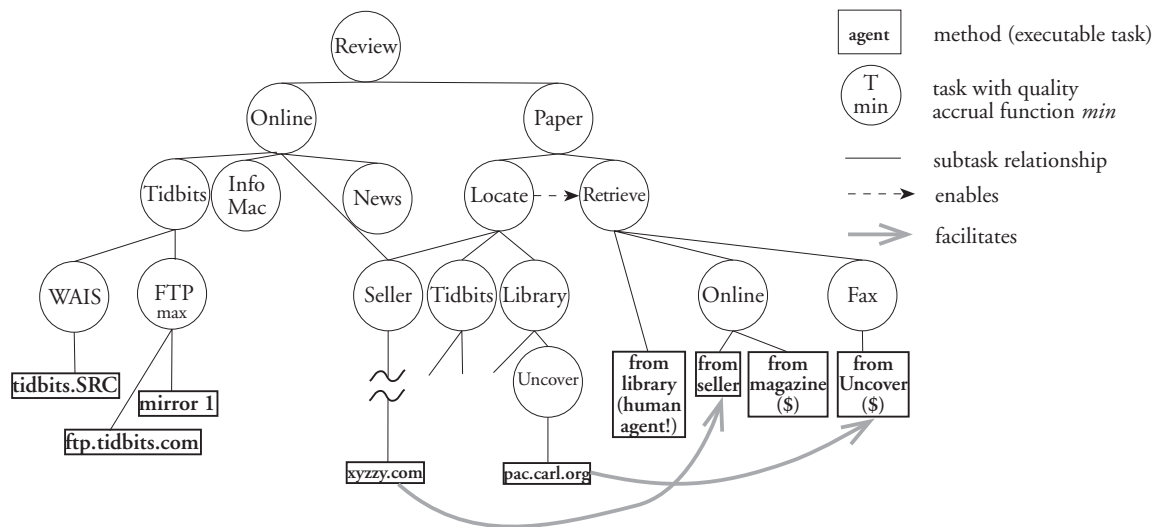 Review
Online
Paper
Tidbits
Info
Mac
News
Locate
Retrieve
WAIS
FTP
max
Seller
Tidbits
Library
Online
Fax
Uncover
tidbits.SRC
mirror 1
ftp.tidbits.com
xyzzy.com
pac.carl.org
from
library
(human
agent!)
from
seller
from
magazine
($)
from
Uncover
($)
agent
method (executable task)
T
min
task with quality
accrual function min
subtask relationship
enables
facilitates